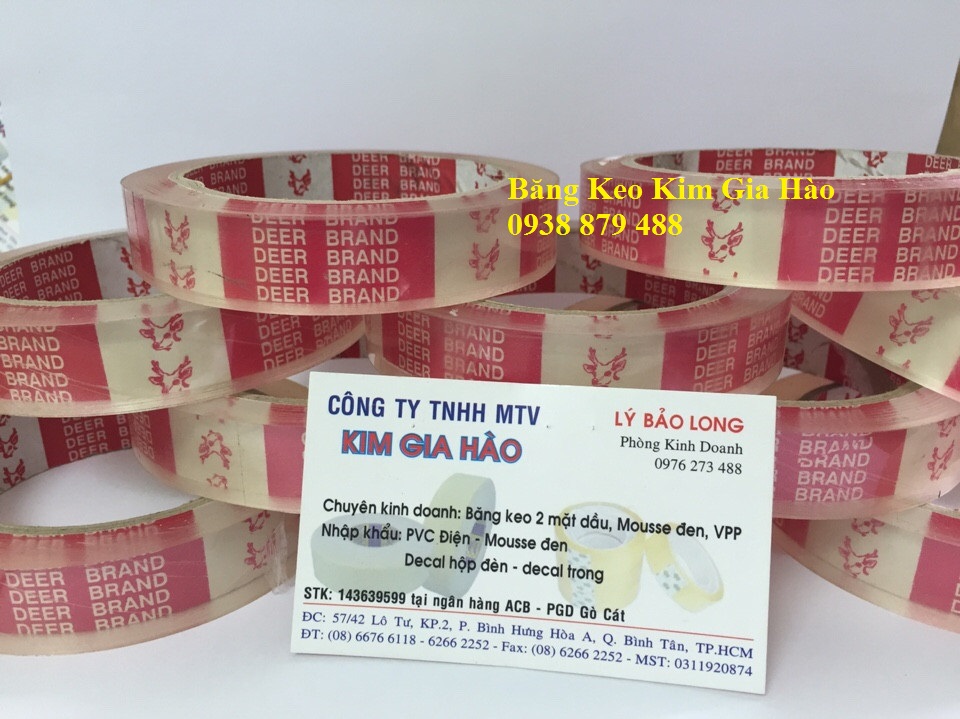 Băng Keo Kim Gia Hào
0938 879 488
DEER BRAND
DEER BRAND
DEER BRAND
DEER BRAND
DEER BRAND
CÔNG TY TNHH MTV
KIM GIA HÀO
LÝ BẢO LONG
Phòng Kinh Doanh
0976 273 488
Chuyên kinh doanh: Băng keo 2 mặt dầu, Mousse đen, VPP
Nhập khẩu: PVC Điện - Mousse đen
Decal hộp đèn - decal trong
STK: 143639599 tại ngân hàng ACB - PGD Gò Cát
ĐC: 57/42 Lô Tư, KP.2, P. Bình Hưng Hòa A, Q. Bình Tân, TP.HCM
ĐT: (08) 6676 6118 - 6266 2252 - Fax: (08) 6266 2252 - MST: 0311920874